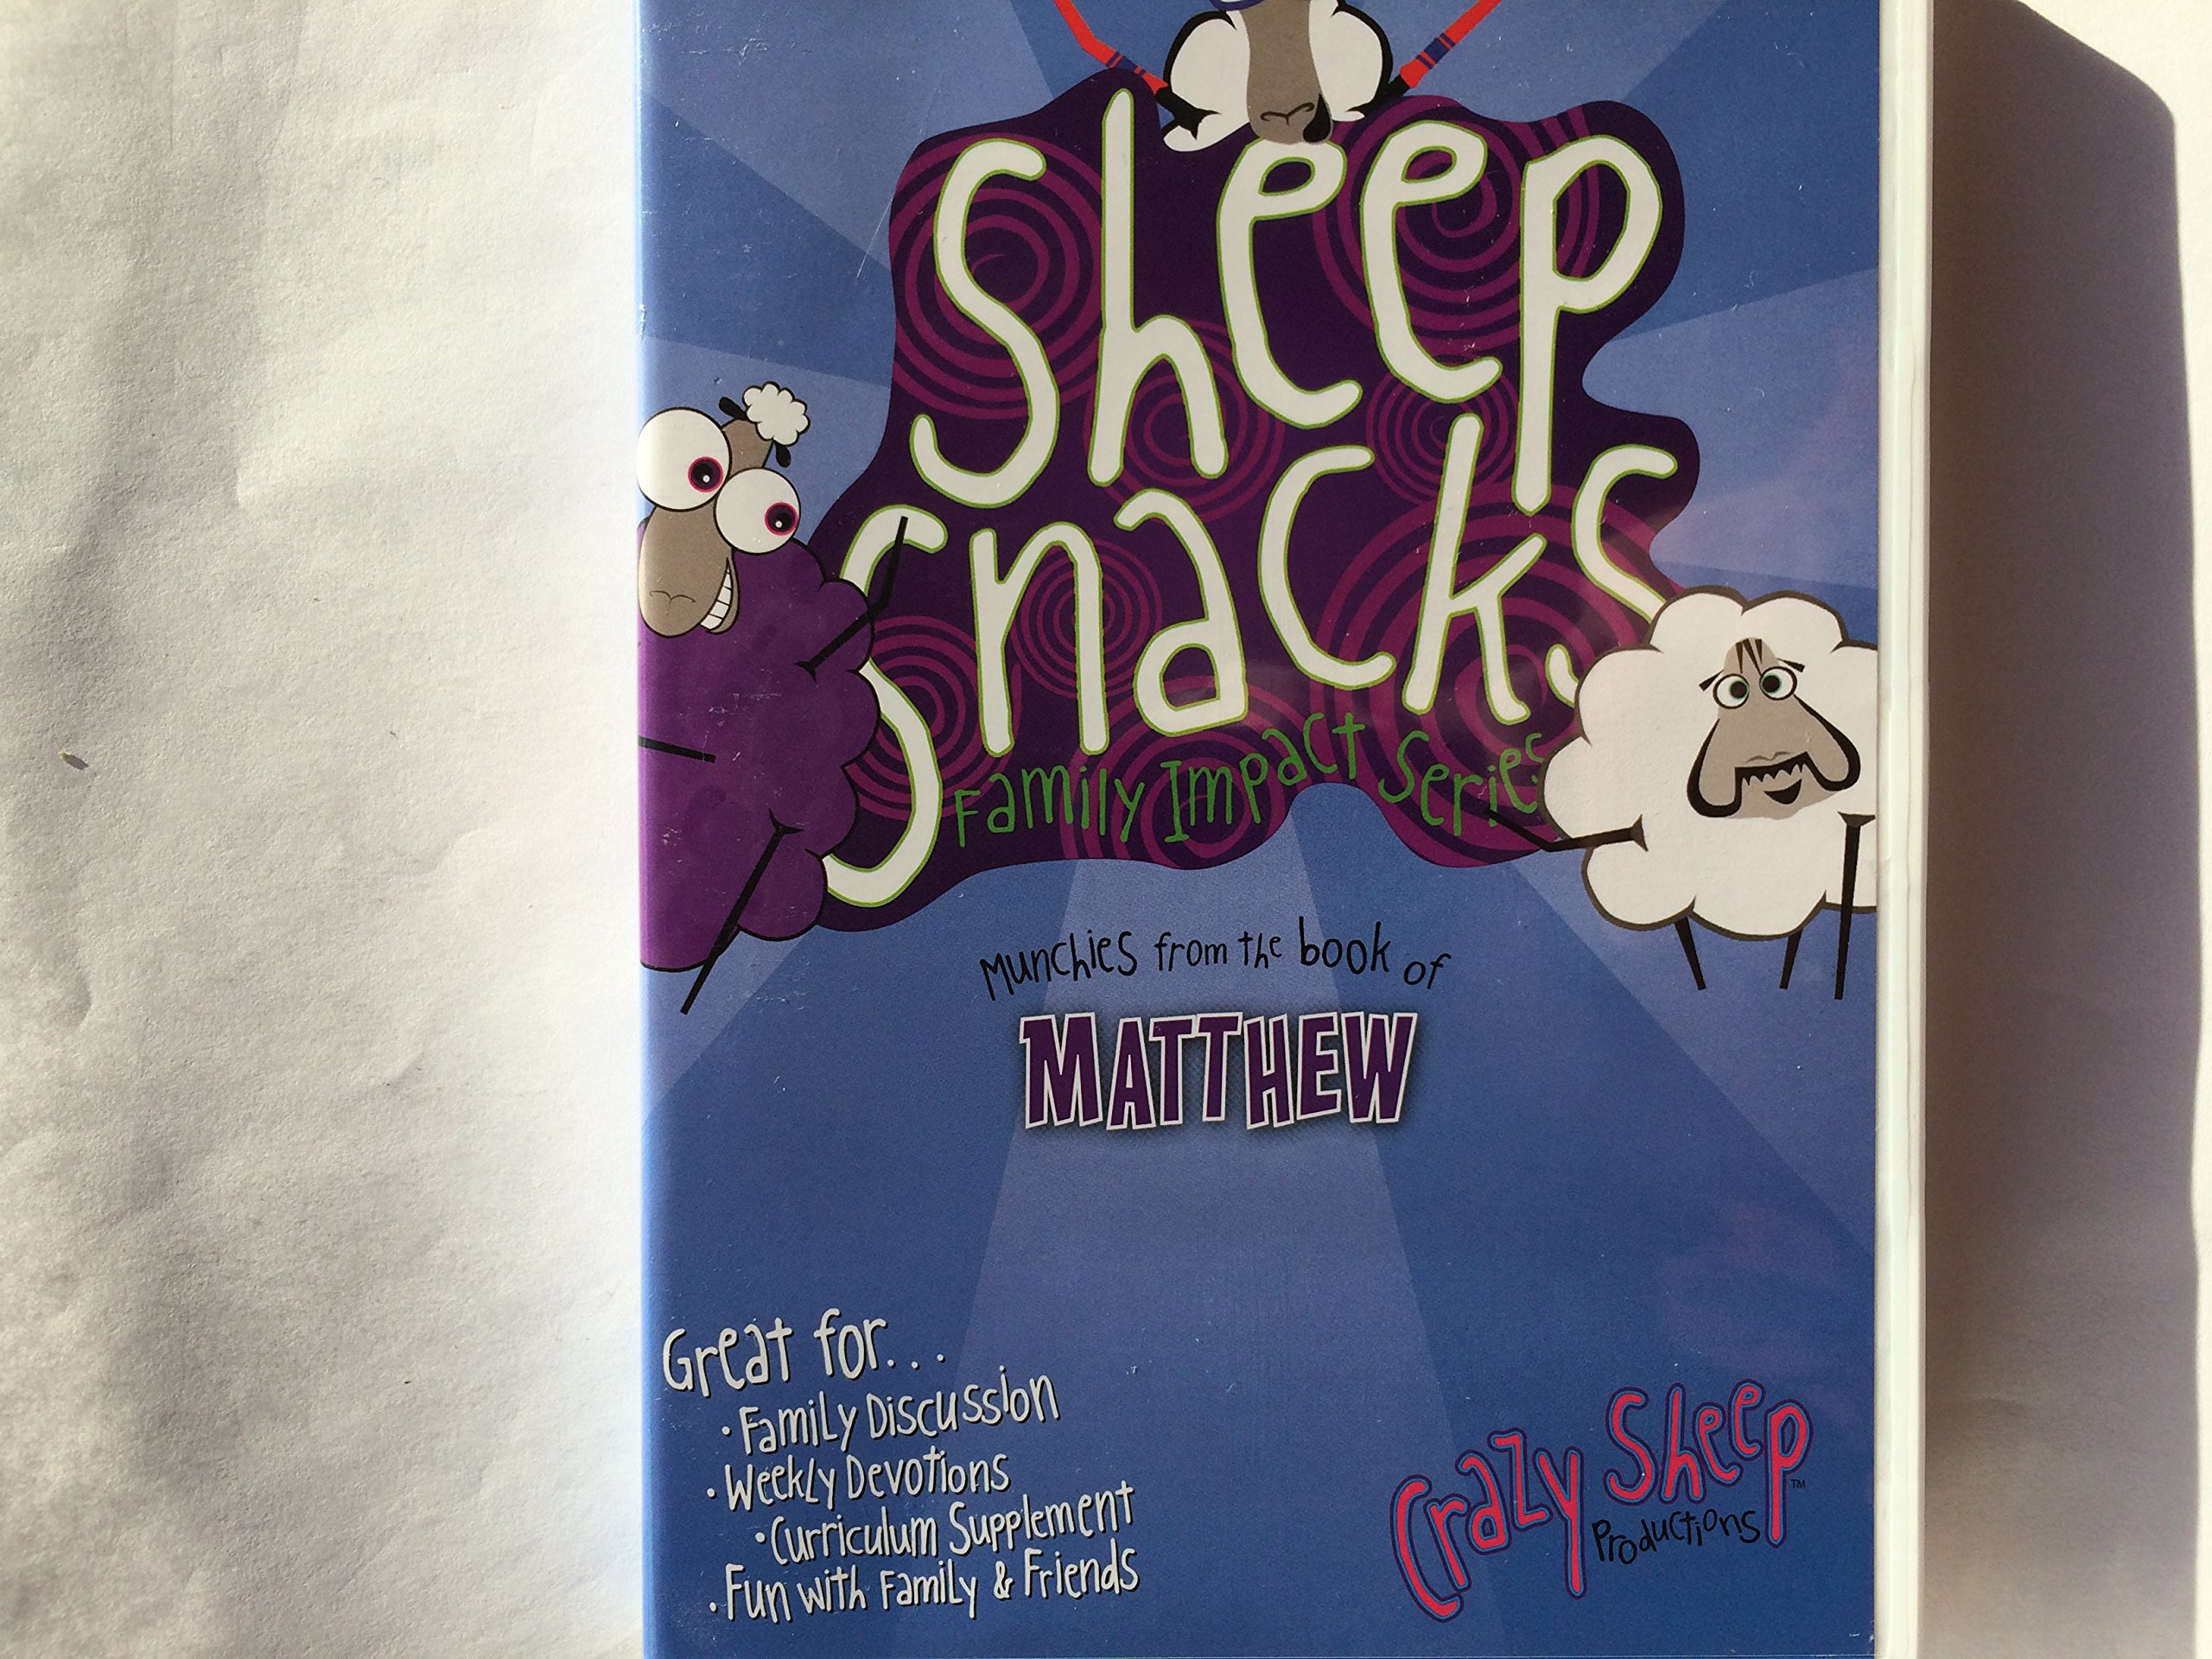 Sheep
Snacks
Family Impact Series
Munchies from the book of
MATTHEW
Great for...
• Family Discussion
• Weekly Devotions
• Curriculum Supplement
• Fun with Family & Friends
Crazy Sheep™
Productions